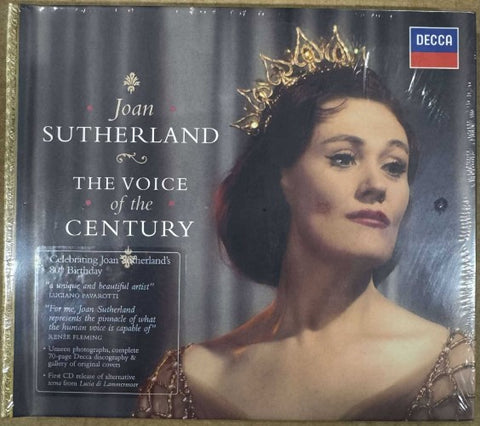 DECCA
Joan
SUTHERLAND
THE VOICE
of the
CENTURY
Celebrating Joan Sutherland's
80th Birthday
"a unique and beautiful artist"
LUCIANO PAVAROTTI
"For me, Joan Sutherland
represents the pinnacle of what
the human voice is capable of"
RENÉE FLEMING
• Unseen photographs, complete
70-page Decca discography &
gallery of original covers
• First CD release of alternative
scena from Lucia di Lammermoor